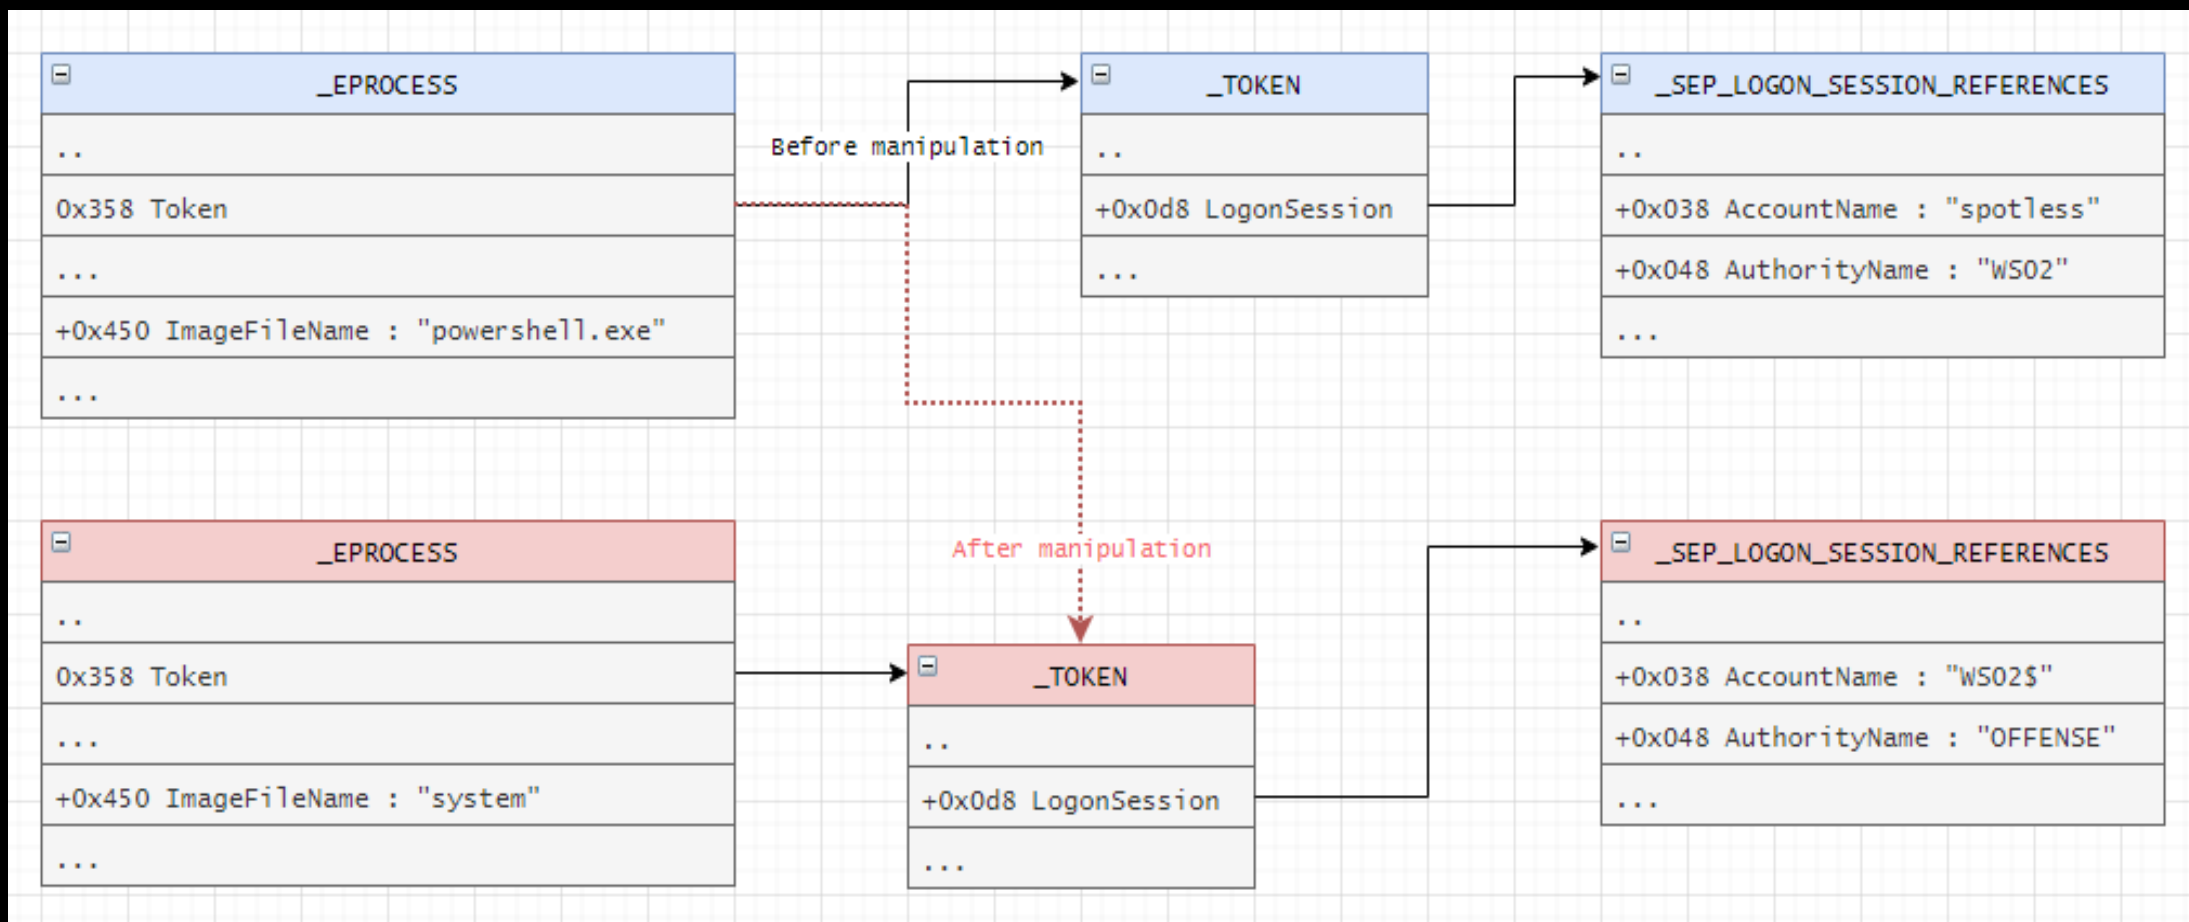 _EPROCESS
..
0x358 Token
...
+0x450 ImageFileName : "powershell.exe"
...
Before manipulation
_TOKEN
..
+0x0d8 LogonSession
...
_SEP_LOGON_SESSION_REFERENCES
..
+0x038 AccountName : "spotless"
+0x048 AuthorityName : "WS02"
...
After manipulation
_EPROCESS
..
0x358 Token
...
+0x450 ImageFileName : "system"
...
_TOKEN
..
+0x0d8 LogonSession
...
_SEP_LOGON_SESSION_REFERENCES
..
+0x038 AccountName : "WS02$"
+0x048 AuthorityName : "OFFENSE"
...